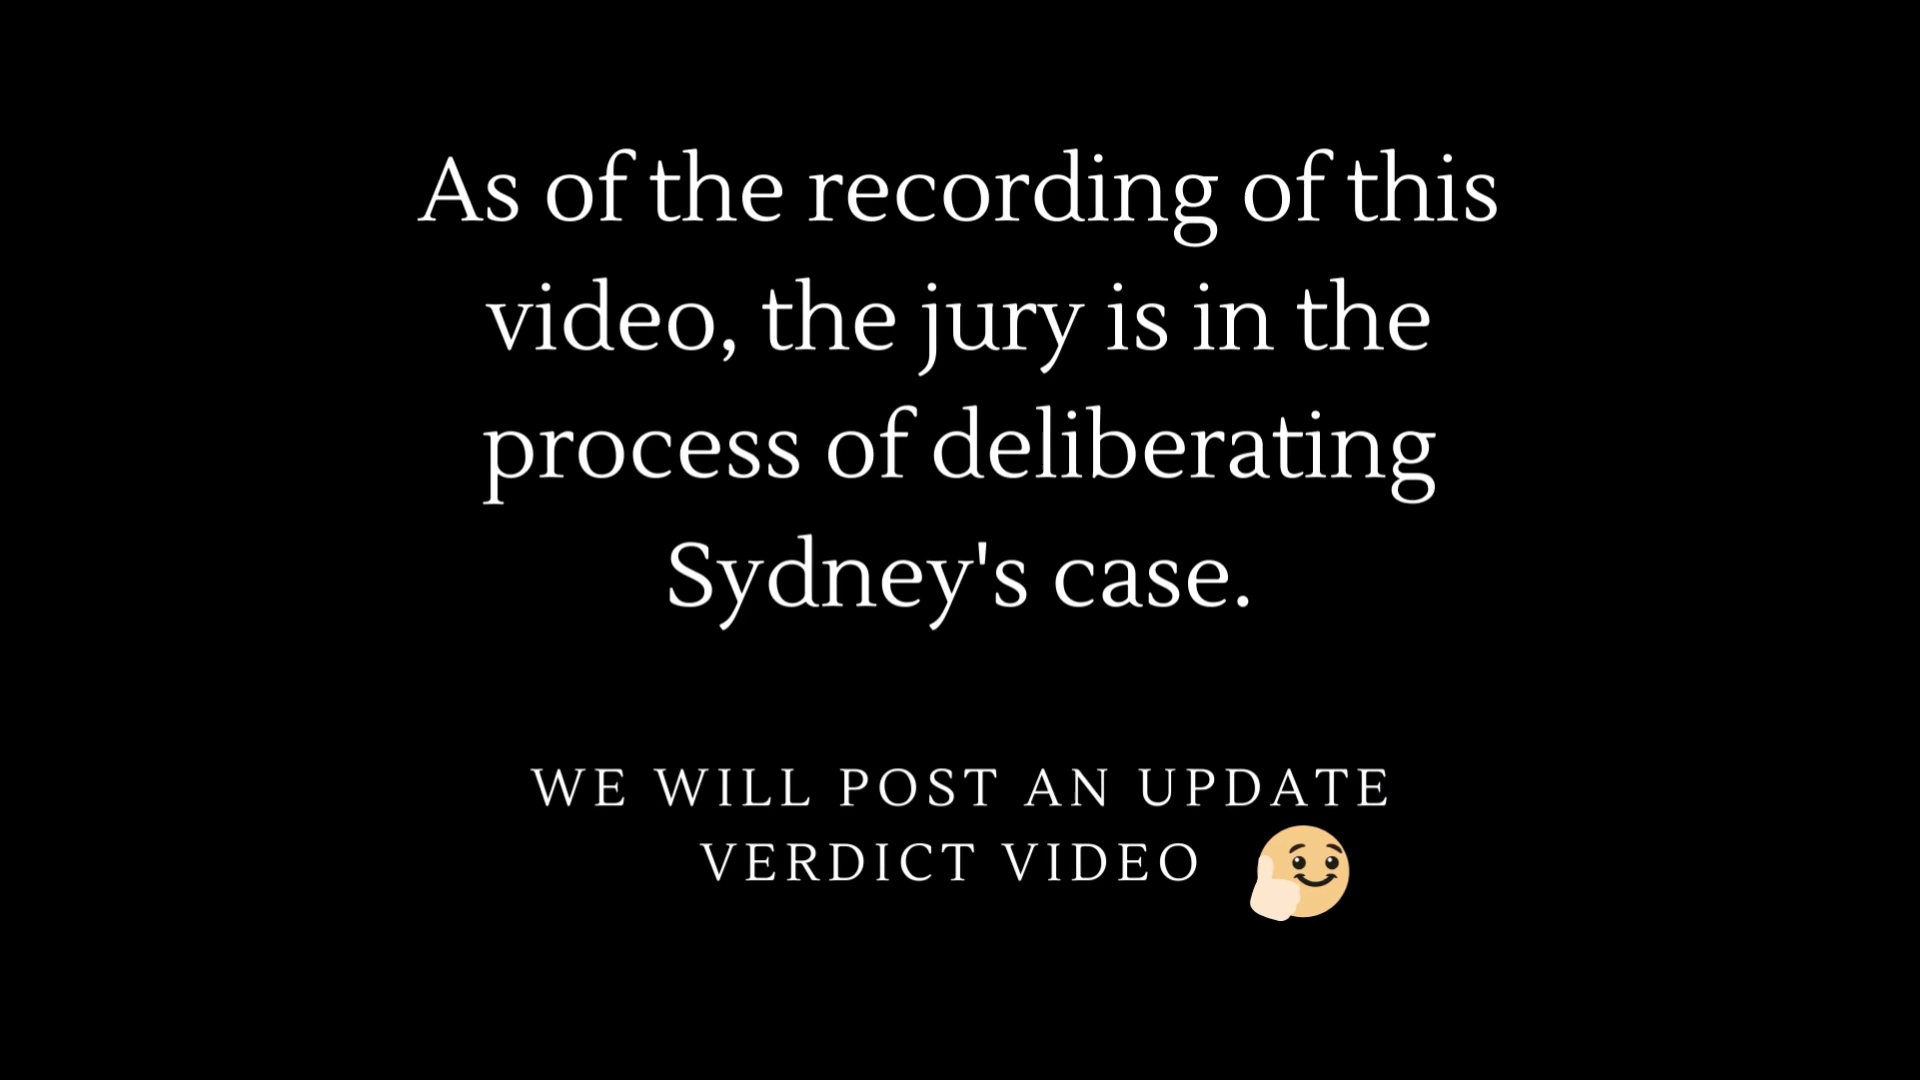 As of the recording of this
video, the jury is in the
process of deliberating
Sydney's case.
WE WILL POST AN UPDATE
VERDICT VIDEO